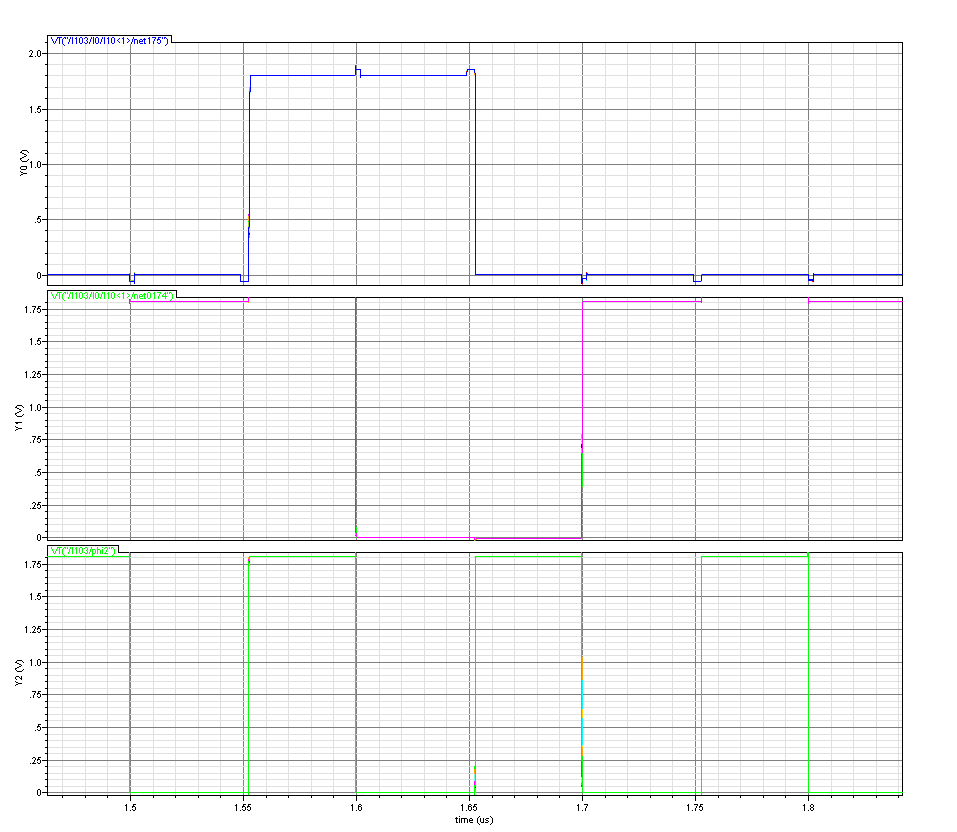 VT("/I103/I0/I10<1>/net175")
2.0
1.5
1.0
.5
0
Y0 (V)
VT("/I103/I0/I10<1>/net0174")
1.75
1.5
1.25
1.0
.75
.5
.25
0
Y1 (V)
VT("/I103/phi2")
1.75
1.5
1.25
1.0
.75
.5
.25
0
Y2 (V)
1.5 1.55 1.6 1.65 1.7 1.75 1.8
time (us)